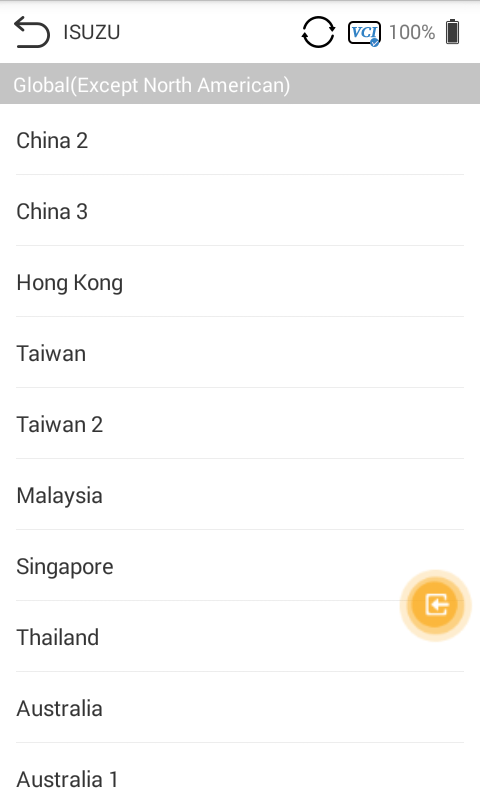 ISUZU
VCI
100%
Global(Except North American)
China 2
China 3
Hong Kong
Taiwan
Taiwan 2
Malaysia
Singapore
Thailand
Australia
Australia 1